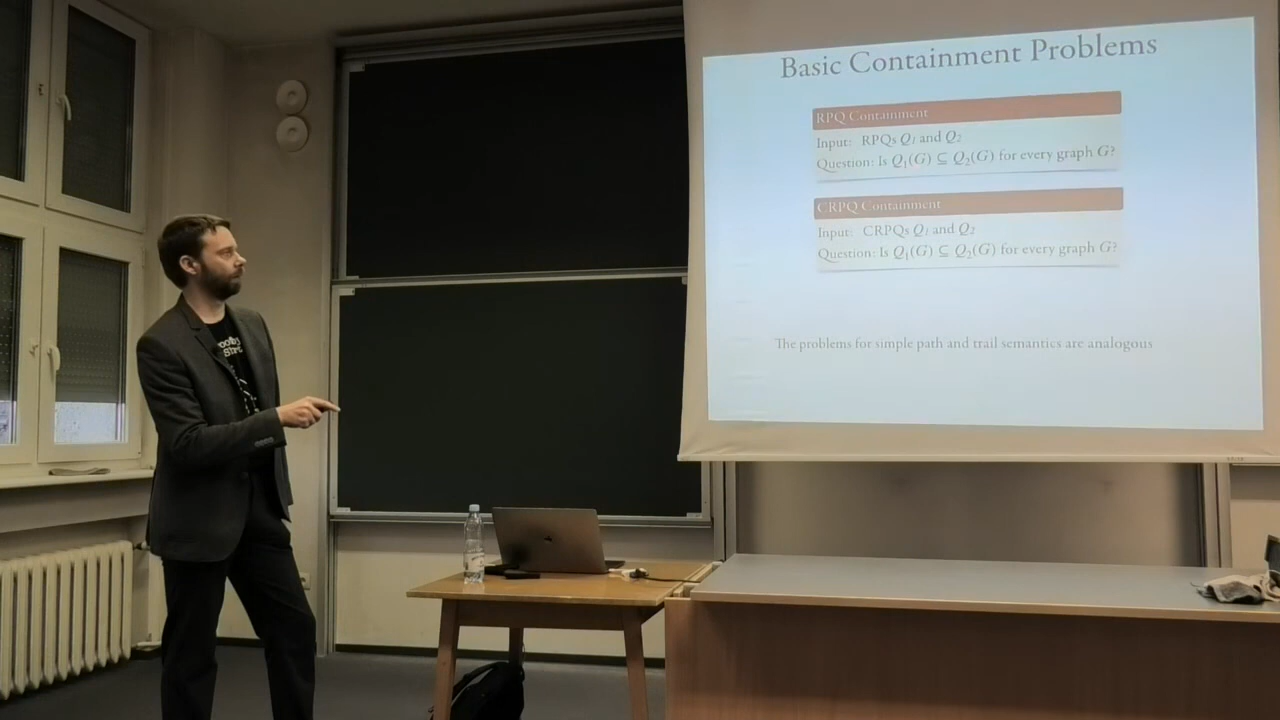 Basic Containment Problems
RPQ Containment
Input: RPQs Q₁ and Q₂
Question: Is Q₁(G) ⊆ Q₂(G) for every graph G?
CRPQ Containment
Input: CRPQs Q₁ and Q₂
Question: Is Q₁(G) ⊆ Q₂(G) for every graph G?
The problems for simple path and trail semantics are analogous